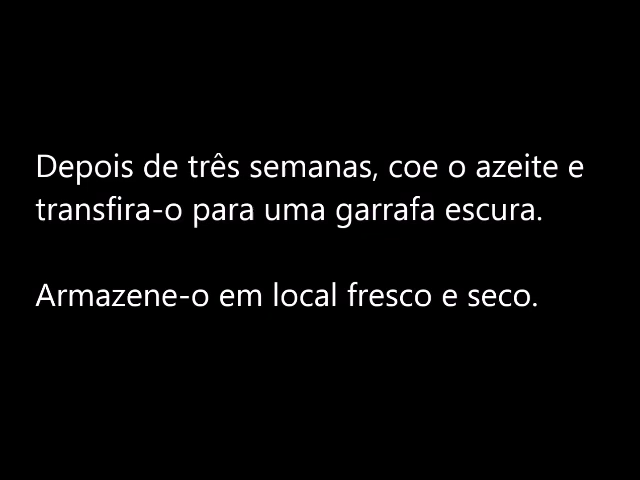 Depois de três semanas, coe o azeite e
transfira-o para uma garrafa escura.
Armazene-o em local fresco e seco.